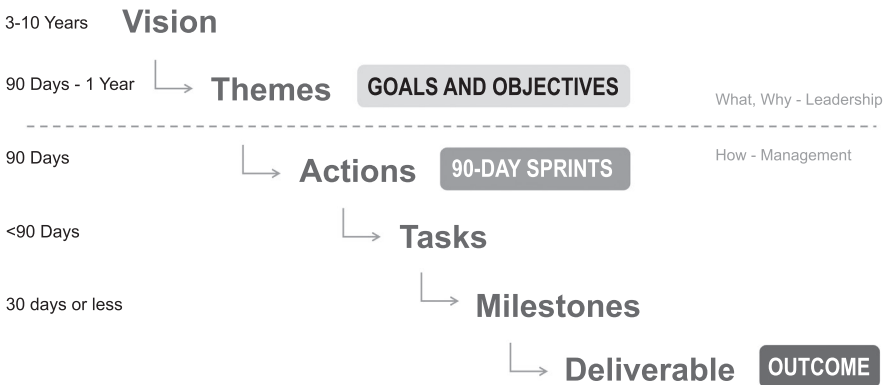 3-10 Years Vision
90 Days - 1 Year Themes GOALS AND OBJECTIVES
What, Why - Leadership
90 Days Actions 90-DAY SPRINTS How - Management
<90 Days Tasks
30 days or less Milestones
Deliverable OUTCOME